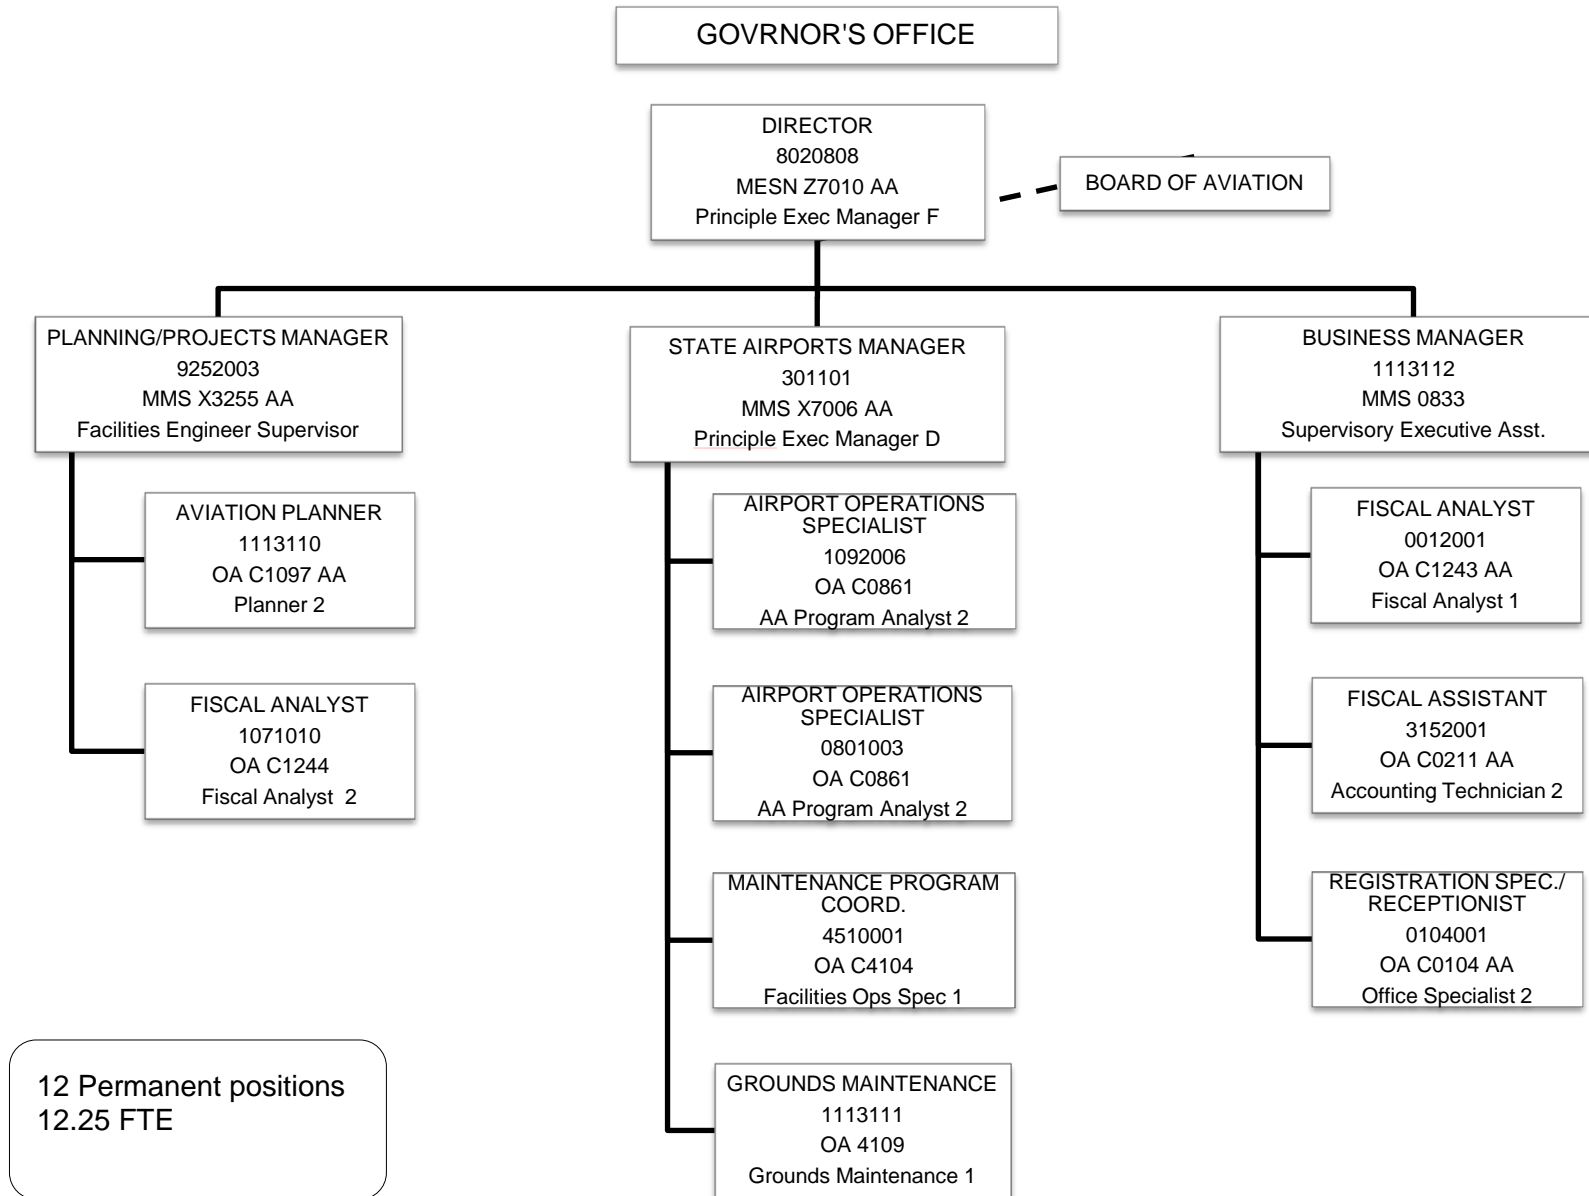 GOVRNOR'S OFFICE
DIRECTOR
8020808
MESN Z7010 AA
Principle Exec Manager F
BOARD OF AVIATION
PLANNING/PROJECTS MANAGER
9252003
MMS X3255 AA
Facilities Engineer Supervisor
STATE AIRPORTS MANAGER
301101
MMS X7006 AA
Principle Exec Manager D
BUSINESS MANAGER
1113112
MMS 0833
Supervisory Executive Asst.
AVIATION PLANNER
1113110
OA C1097 AA
Planner 2
FISCAL ANALYST
1071010
OA C1244
Fiscal Analyst 2
AIRPORT OPERATIONS
SPECIALIST
1092006
OA C0861
AA Program Analyst 2
AIRPORT OPERATIONS
SPECIALIST
0801003
OA C0861
AA Program Analyst 2
MAINTENANCE PROGRAM
COORD.
4510001
OA C4104
Facilities Ops Spec 1
GROUNDS MAINTENANCE
1113111
OA 4109
Grounds Maintenance 1
FISCAL ANALYST
0012001
OA C1243 AA
Fiscal Analyst 1
FISCAL ASSISTANT
3152001
OA C0211 AA
Accounting Technician 2
REGISTRATION SPEC./
RECEPTIONIST
0104001
OA C0104 AA
Office Specialist 2
12 Permanent positions
12.25 FTE